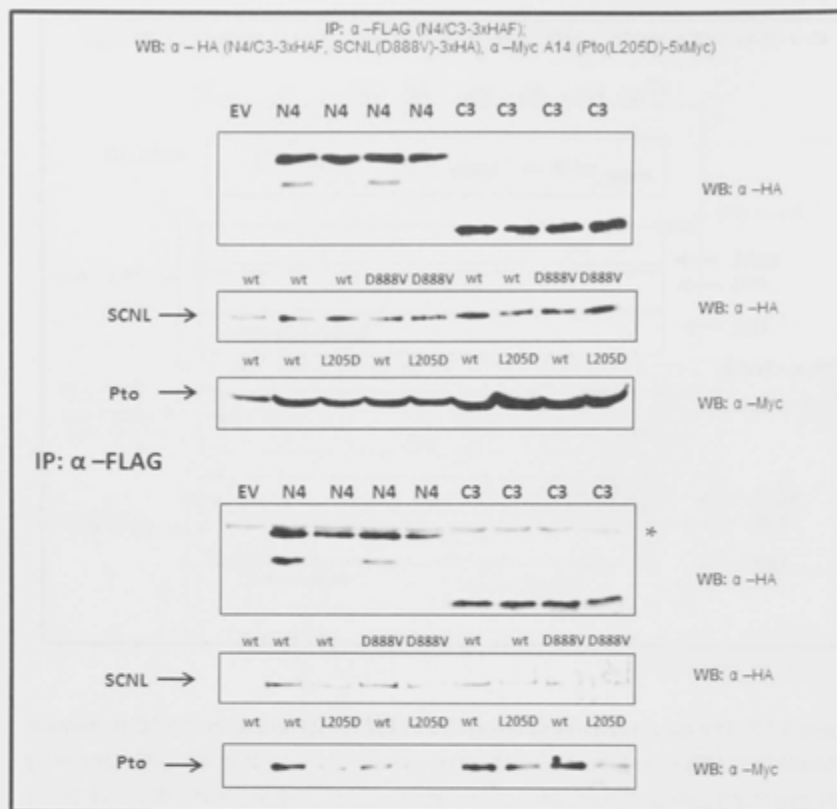 IP: α –FLAG (N4/C3-3xHAF);
WB: α – HA (N4/C3-3xHAF, SCNL(D888V)-3xHA), α –Myc A14 (Pto(L205D)-5xMyc)
EV N4 N4 N4 N4 C3 C3 C3 C3
WB: α –HA
wt wt wt D888V D888V wt wt D888V D888V
SCNL → WB: α –HA
wt wt L205D wt L205D wt L205D wt L205D
Pto → WB: α –Myc
IP: α –FLAG
EV N4 N4 N4 N4 C3 C3 C3 C3
*
WB: α –HA
wt wt wt D888V D888V wt wt D888V D888V
SCNL → WB: α –HA
wt wt L205D wt L205D wt L205D wt L205D
Pto → WB: α –Myc